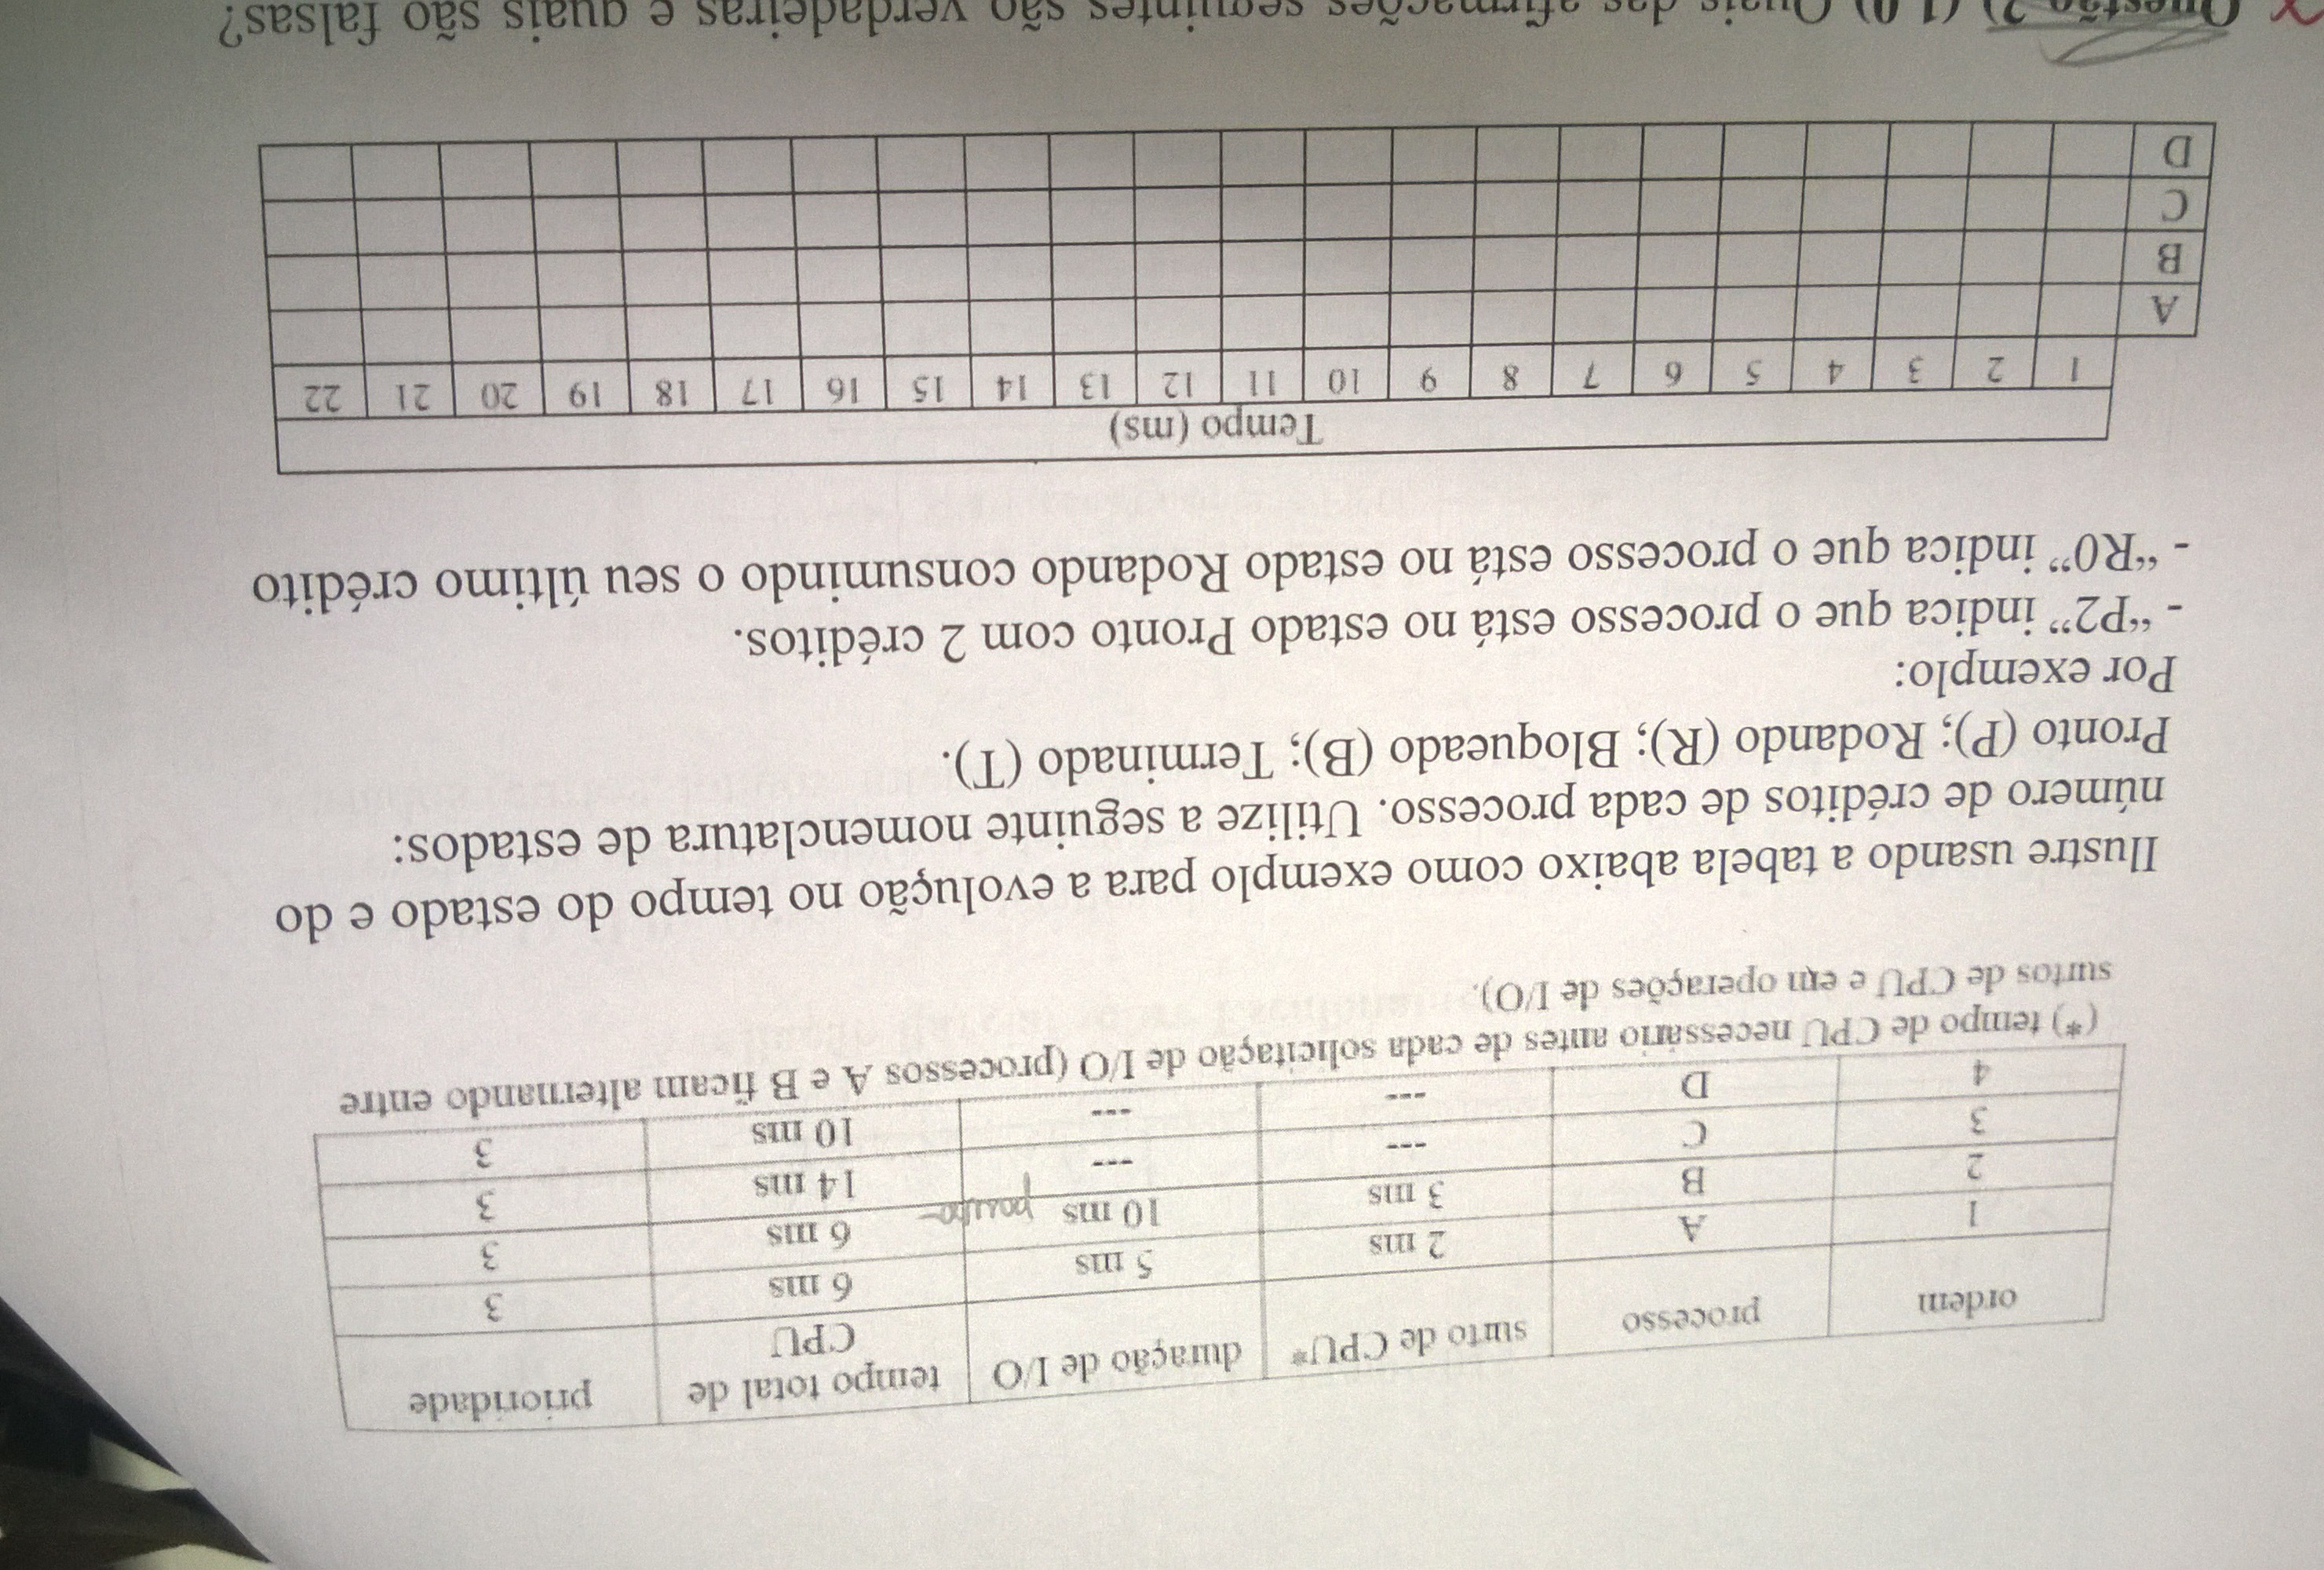 ordem processo surto de CPU* duração de I/O tempo total de CPU prioridade
1 A 2 ms 5 ms 6 ms 3
2 B 3 ms 10 ms 6 ms 3
3 C --- --- 14 ms 3
4 D --- --- 10 ms 3
(*) tempo de CPU necessário antes de cada solicitação de I/O (processos A e B ficam alternando entre
surtos de CPU e em operações de I/O).
Ilustre usando a tabela abaixo como exemplo para a evolução no tempo do estado e do
número de créditos de cada processo. Utilize a seguinte nomenclatura de estados:
Pronto (P); Rodando (R); Bloqueado (B); Terminado (T).
Por exemplo:
- “P2” indica que o processo está no estado Pronto com 2 créditos.
- “R0” indica que o processo está no estado Rodando consumindo o seu último crédito
Tempo (ms)
1 2 3 4 5 6 7 8 9 10 11 12 13 14 15 16 17 18 19 20 21 22
A
B
C
D
Questão 2) (1.0) Quais das afirmações seguintes são verdadeiras e quais são falsas?